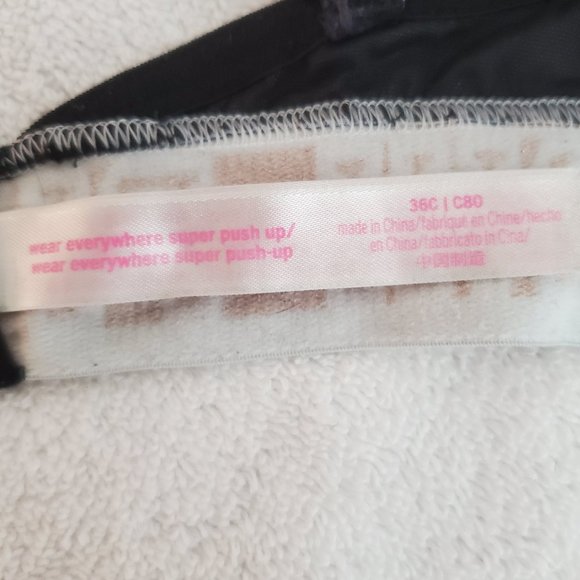 wear everywhere super push up/
wear everywhere super push-up
36C | C80
made in China/fabriqué en Chine/hecho
en China/fabbricato in Cina/
中国制造